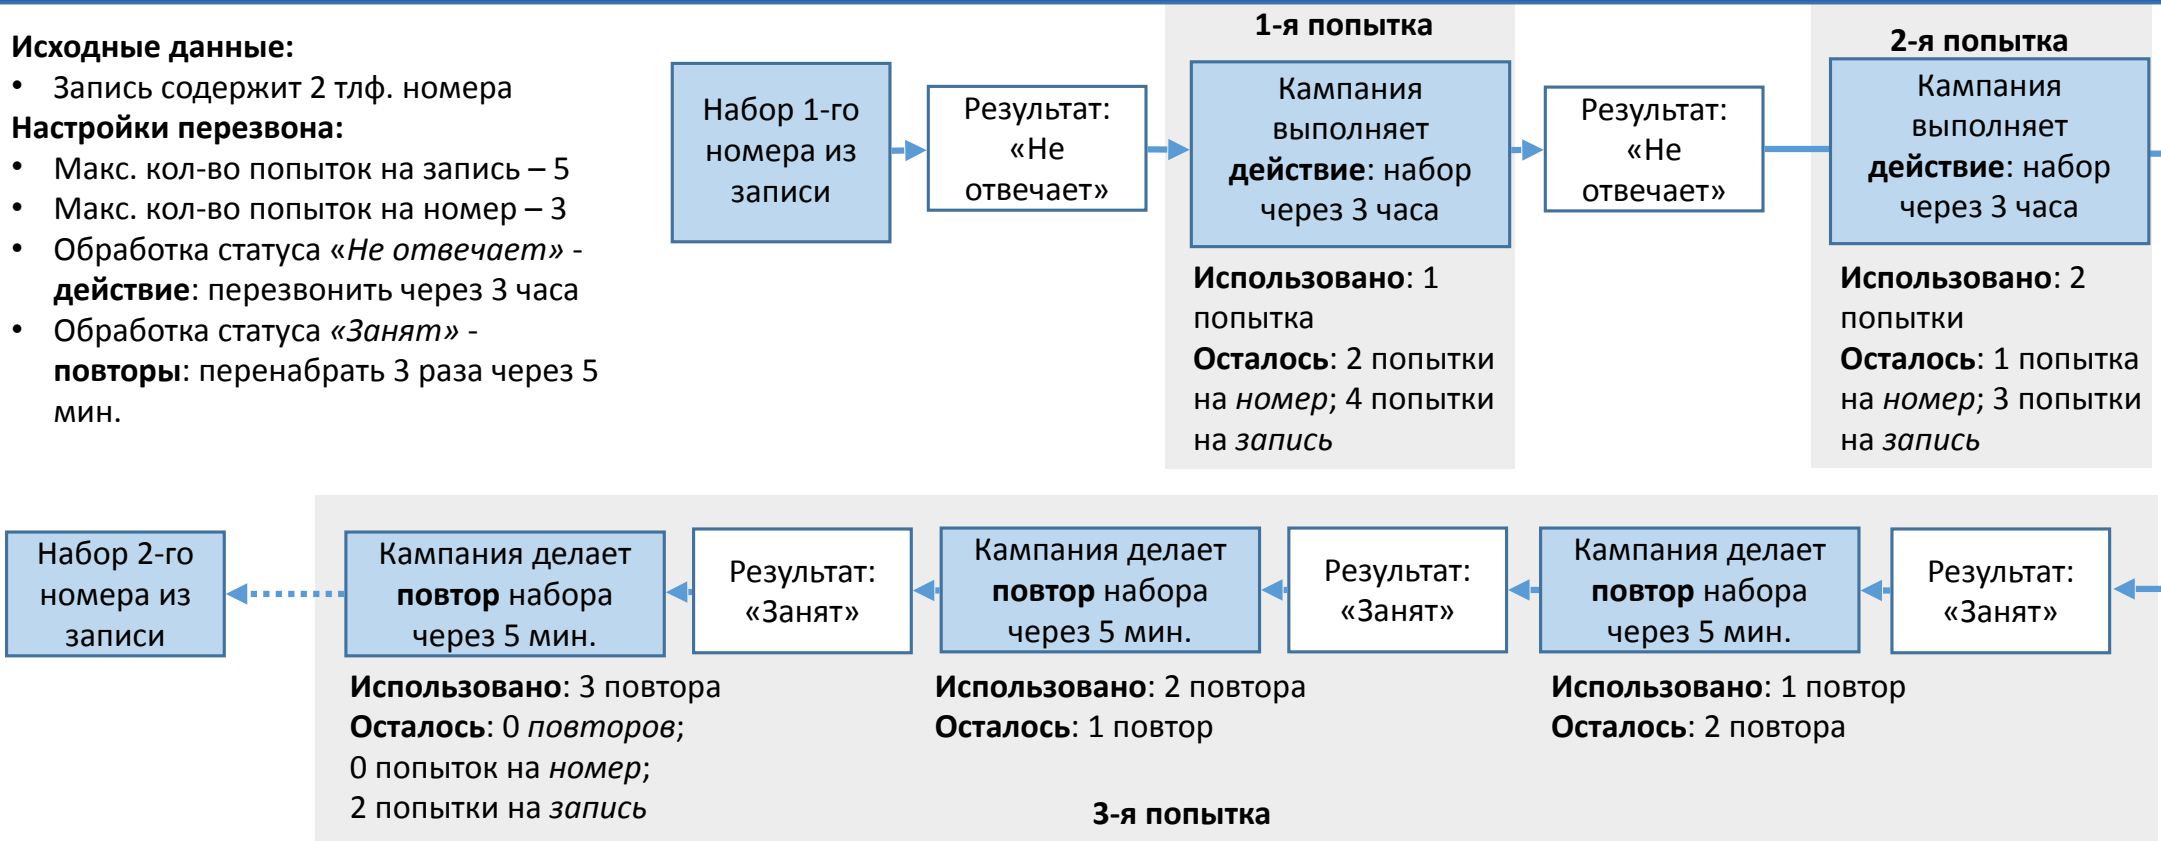 Исходные данные:
• Запись содержит 2 тлф. номера
Настройки перезвона:
• Макс. кол-во попыток на запись – 5
• Макс. кол-во попыток на номер – 3
• Обработка статуса «Не отвечает» -
действие: перезвонить через 3 часа
• Обработка статуса «Занят» -
повторы: перенабрать 3 раза через 5
мин.
Набор 1-го
номера из
записи
Результат:
«Не
отвечает»
1-я попытка
Кампания
выполняет
действие: набор
через 3 часа
Использовано: 1
попытка
Осталось: 2 попытки
на номер; 4 попытки
на запись
Результат:
«Не
отвечает»
2-я попытка
Кампания
выполняет
действие: набор
через 3 часа
Использовано: 2
попытки
Осталось: 1 попытка
на номер; 3 попытки
на запись
Набор 2-го
номера из
записи
Кампания делает
повтор набора
через 5 мин.
Использовано: 3 повтора
Осталось: 0 повторов;
0 попыток на номер;
2 попытки на запись
Результат:
«Занят»
Кампания делает
повтор набора
через 5 мин.
Использовано: 2 повтора
Осталось: 1 повтор
Результат:
«Занят»
Кампания делает
повтор набора
через 5 мин.
Использовано: 1 повтор
Осталось: 2 повтора
Результат:
«Занят»
3-я попытка